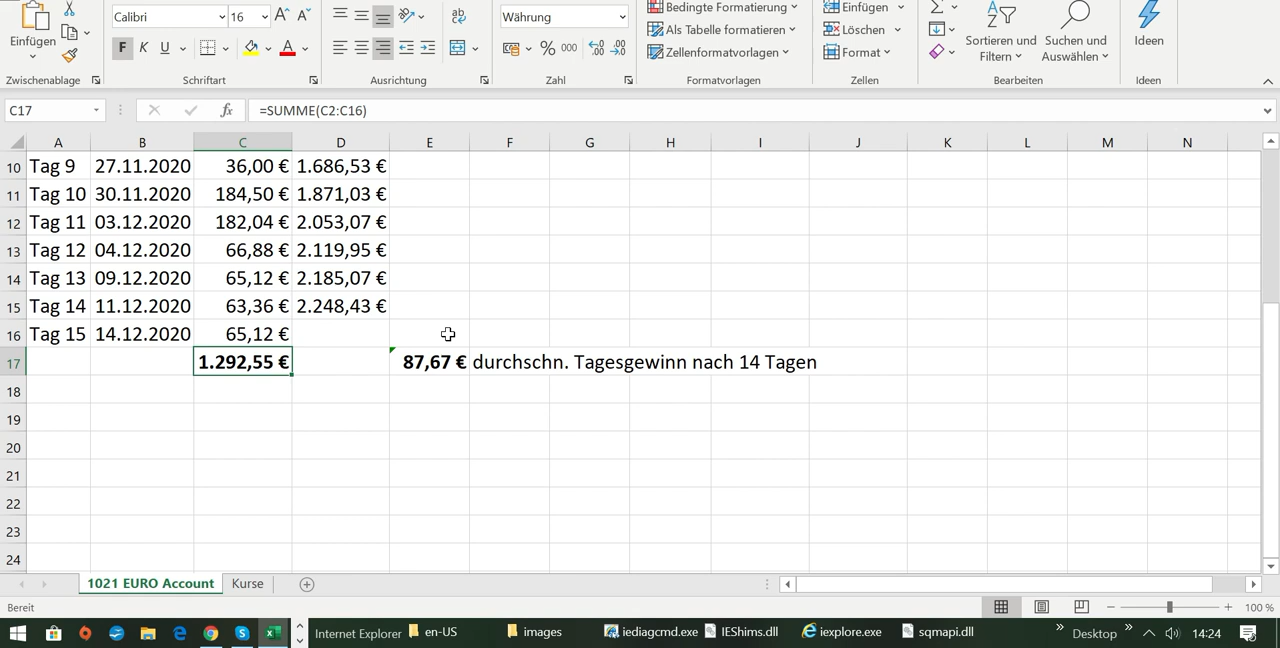 Calibri 16 Währung Bedingte Formatierung Einfügen
Einfügen F K U A % 000 Als Tabelle formatieren Löschen Sortieren und Suchen und Ideen
Zellenformatvorlagen Format Filtern Auswählen
Zwischenablage Schriftart Ausrichtung Zahl Formatvorlagen Zellen Bearbeiten Ideen
C17 fx =SUMME(C2:C16)
A B C D E F G H I J K L M N
10 Tag 9 27.11.2020 36,00 € 1.686,53 €
11 Tag 10 30.11.2020 184,50 € 1.871,03 €
12 Tag 11 03.12.2020 182,04 € 2.053,07 €
13 Tag 12 04.12.2020 66,88 € 2.119,95 €
14 Tag 13 09.12.2020 65,12 € 2.185,07 €
15 Tag 14 11.12.2020 63,36 € 2.248,43 €
16 Tag 15 14.12.2020 65,12 €
17 1.292,55 € 87,67 € durchschn. Tagesgewinn nach 14 Tagen
18
19
20
21
22
23
24
1021 EURO Account Kurse
Bereit 100 %
Internet Explorer en-US images iediagcmd.exe IEShims.dll iexplore.exe sqmapi.dll Desktop 14:24